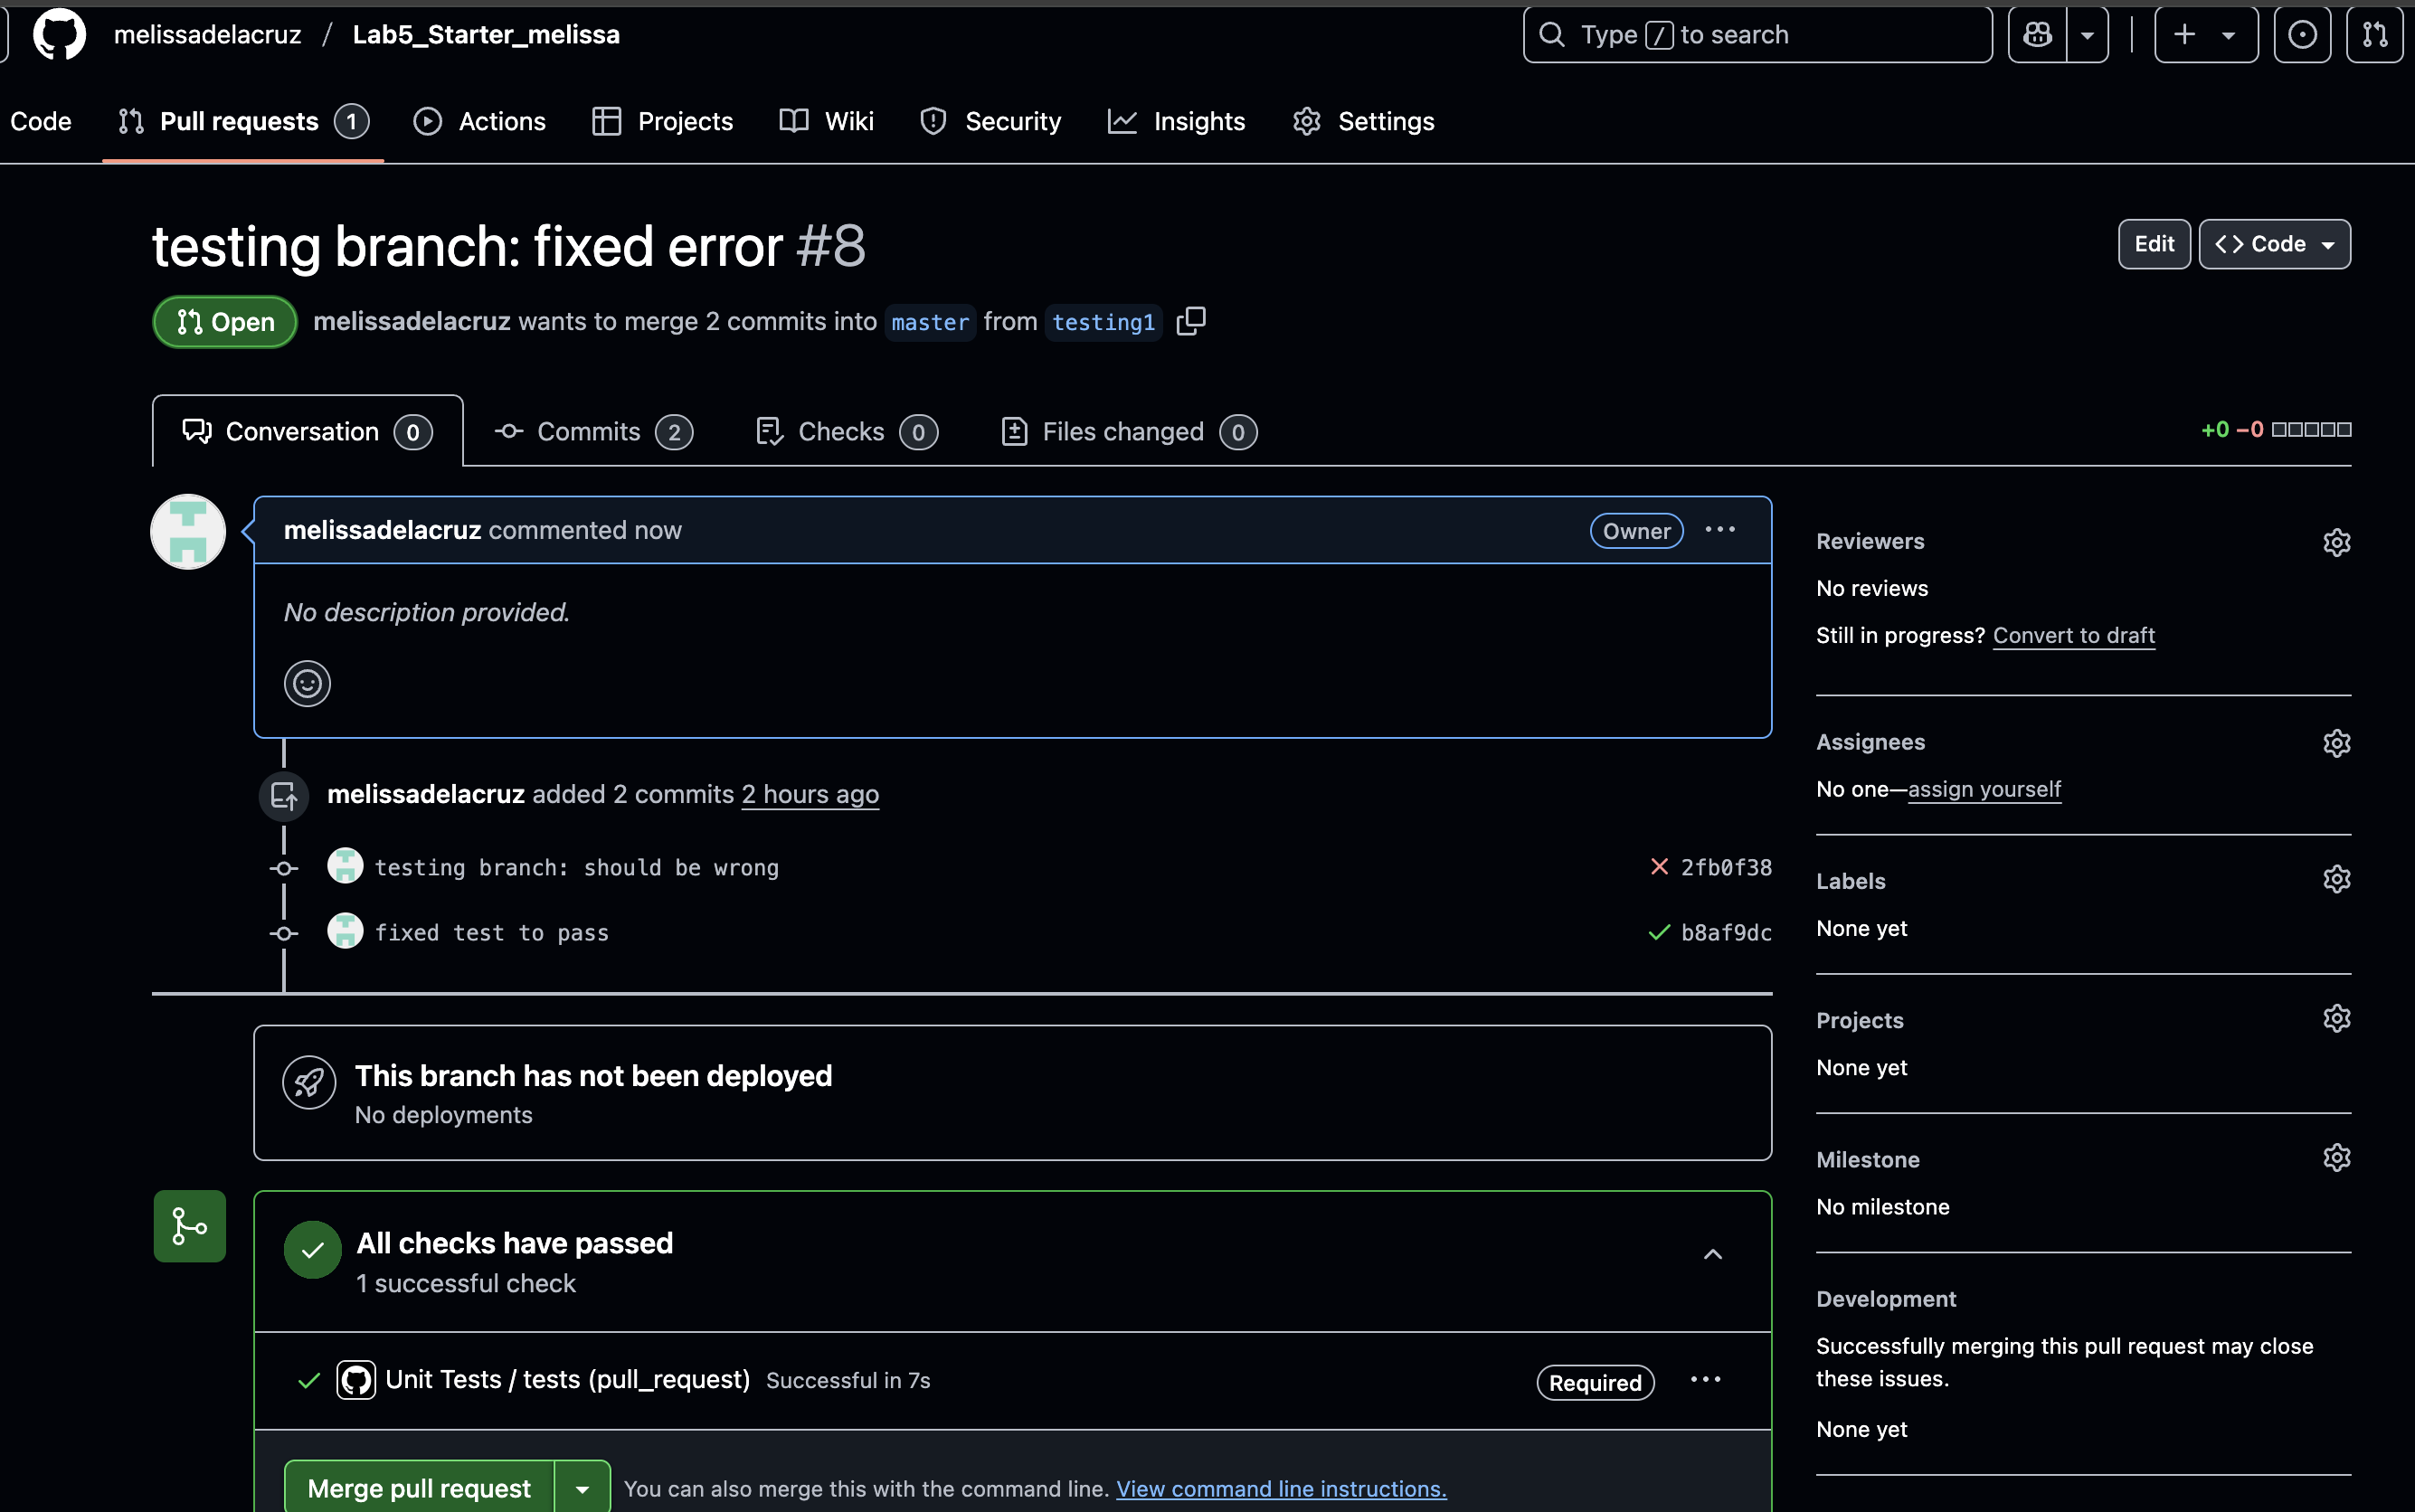 melissadelacruz / Lab5_Starter_melissa
Type / to search
Code
Pull requests 1
Actions
Projects
Wiki
Security
Insights
Settings
testing branch: fixed error #8
Edit
<> Code
Open
melissadelacruz wants to merge 2 commits into master from testing1
Conversation 0
Commits 2
Checks 0
Files changed 0
+0 −0
melissadelacruz commented now
Owner
No description provided.
melissadelacruz added 2 commits 2 hours ago
testing branch: should be wrong
2fb0f38
fixed test to pass
b8af9dc
This branch has not been deployed
No deployments
All checks have passed
1 successful check
Unit Tests / tests (pull_request) Successful in 7s
Required
Merge pull request
You can also merge this with the command line. View command line instructions.
Reviewers
No reviews
Still in progress? Convert to draft
Assignees
No one—assign yourself
Labels
None yet
Projects
None yet
Milestone
No milestone
Development
Successfully merging this pull request may close
these issues.
None yet